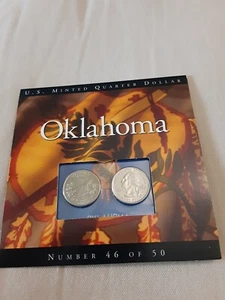 U.S. Minted Quarter Dollar
Oklahoma
Number 46 of 50